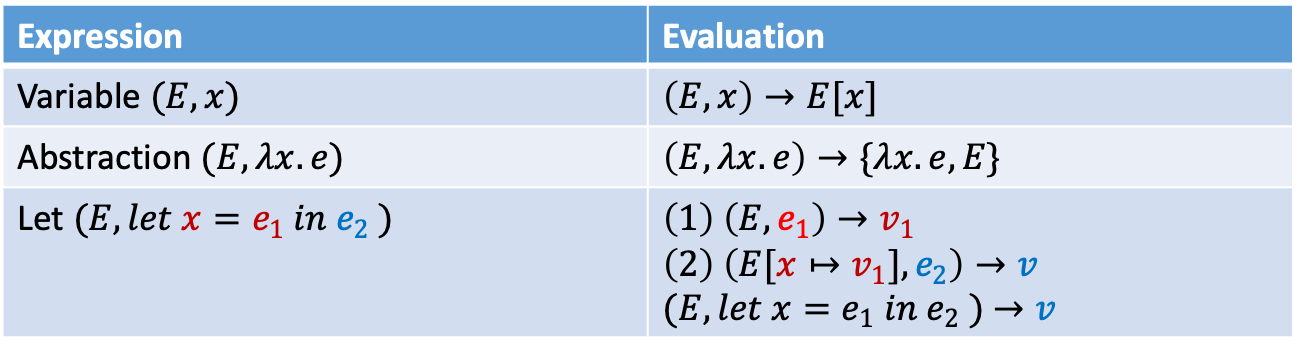 Expression Evaluation
Variable (E, x) (E, x) → E[x]
Abstraction (E, λx. e) (E, λx. e) → {λx. e, E}
Let (E, let x = e₁ in e₂ ) (1) (E, e₁) → v₁
(2) (E[x ↦ v₁], e₂) → v
(E, let x = e₁ in e₂ ) → v